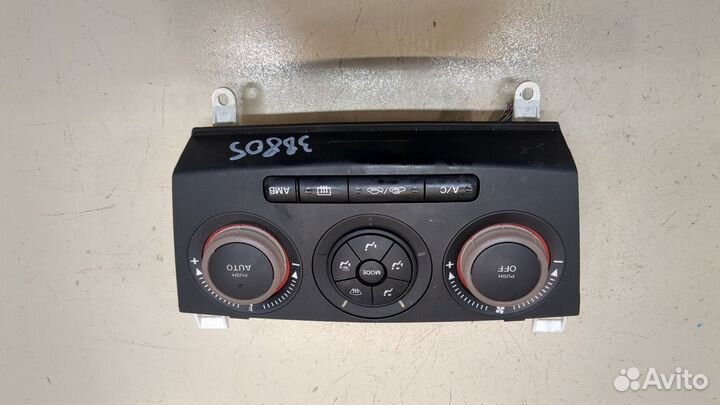 38805
A/C
AMB
PUSH
OFF
MODE
PUSH
AUTO
Avito